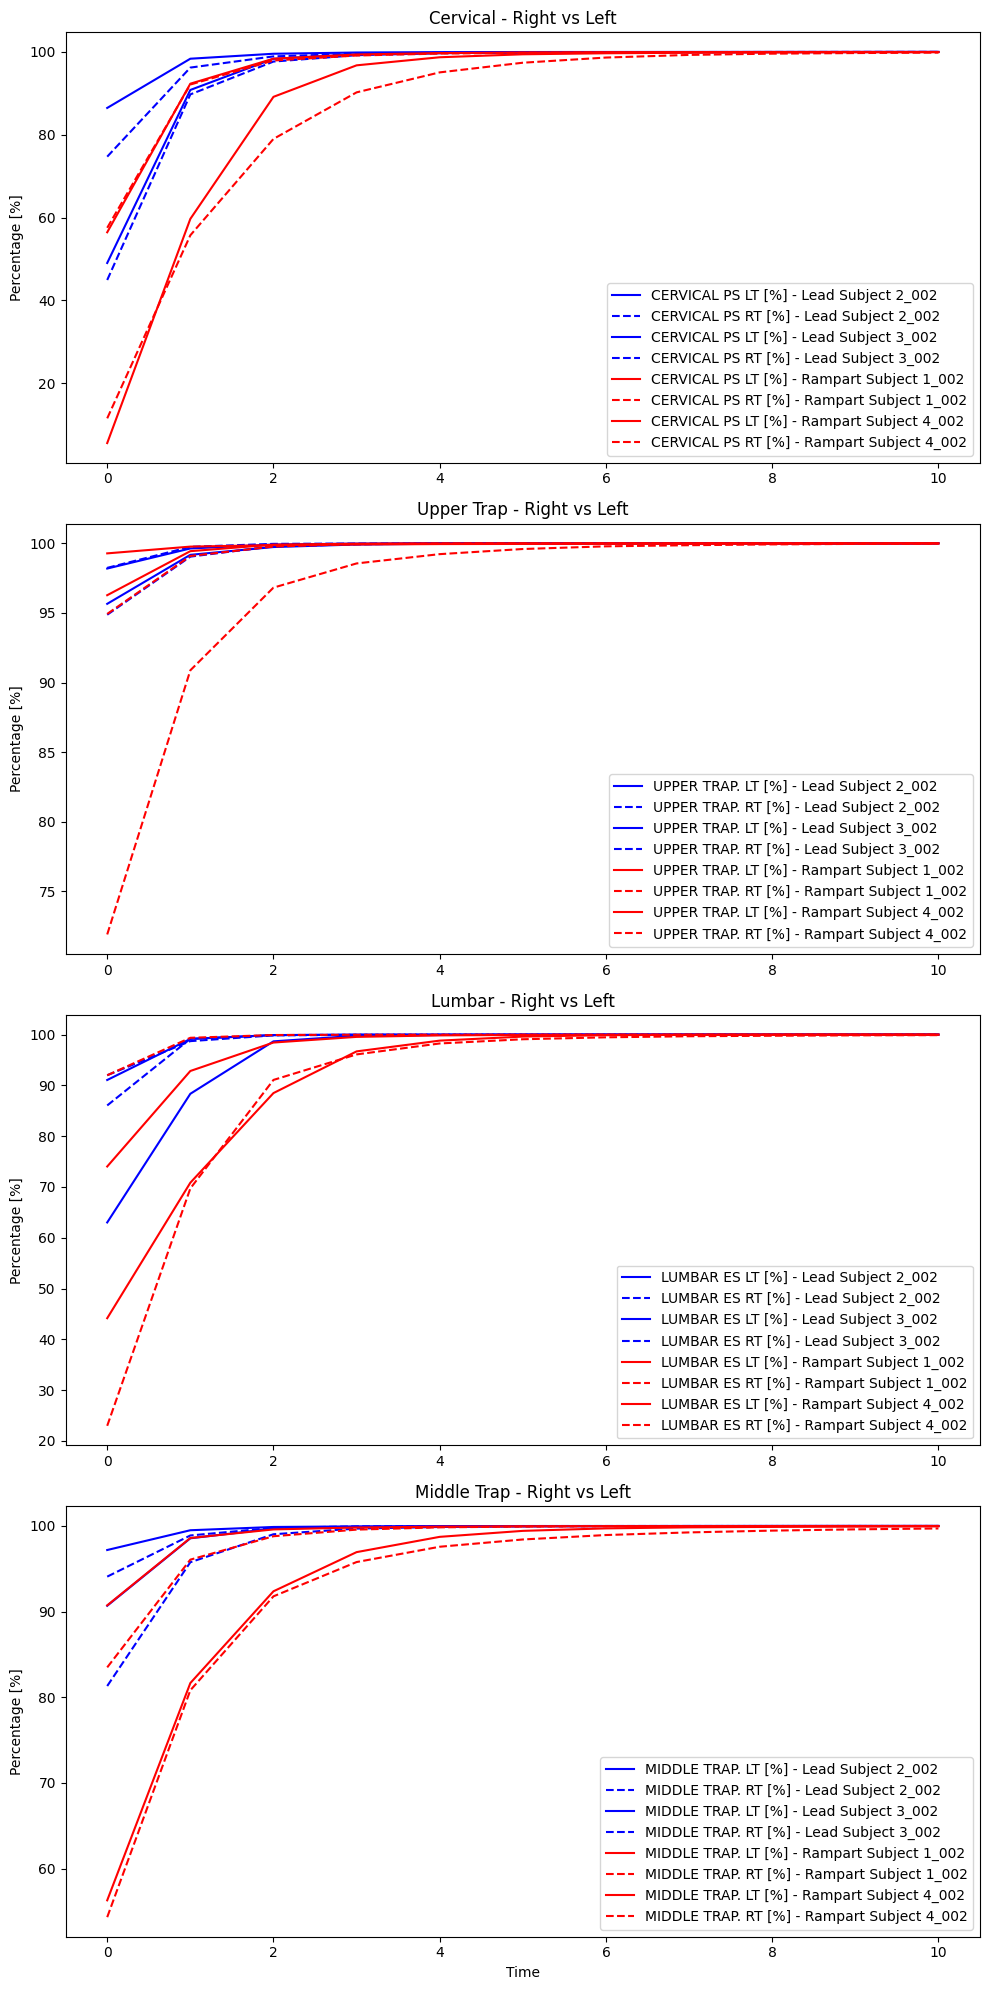 Cervical - Right vs Left
100
80
60
40
20
Percentage [%]
CERVICAL PS LT [%] - Lead Subject 2_002
CERVICAL PS RT [%] - Lead Subject 2_002
CERVICAL PS LT [%] - Lead Subject 3_002
CERVICAL PS RT [%] - Lead Subject 3_002
CERVICAL PS LT [%] - Rampart Subject 1_002
CERVICAL PS RT [%] - Rampart Subject 1_002
CERVICAL PS LT [%] - Rampart Subject 4_002
CERVICAL PS RT [%] - Rampart Subject 4_002
0 2 4 6 8 10
Upper Trap - Right vs Left
100
95
90
85
80
75
Percentage [%]
UPPER TRAP. LT [%] - Lead Subject 2_002
UPPER TRAP. RT [%] - Lead Subject 2_002
UPPER TRAP. LT [%] - Lead Subject 3_002
UPPER TRAP. RT [%] - Lead Subject 3_002
UPPER TRAP. LT [%] - Rampart Subject 1_002
UPPER TRAP. RT [%] - Rampart Subject 1_002
UPPER TRAP. LT [%] - Rampart Subject 4_002
UPPER TRAP. RT [%] - Rampart Subject 4_002
0 2 4 6 8 10
Lumbar - Right vs Left
100
90
80
70
60
50
40
30
20
Percentage [%]
LUMBAR ES LT [%] - Lead Subject 2_002
LUMBAR ES RT [%] - Lead Subject 2_002
LUMBAR ES LT [%] - Lead Subject 3_002
LUMBAR ES RT [%] - Lead Subject 3_002
LUMBAR ES LT [%] - Rampart Subject 1_002
LUMBAR ES RT [%] - Rampart Subject 1_002
LUMBAR ES LT [%] - Rampart Subject 4_002
LUMBAR ES RT [%] - Rampart Subject 4_002
0 2 4 6 8 10
Middle Trap - Right vs Left
100
90
80
70
60
Percentage [%]
MIDDLE TRAP. LT [%] - Lead Subject 2_002
MIDDLE TRAP. RT [%] - Lead Subject 2_002
MIDDLE TRAP. LT [%] - Lead Subject 3_002
MIDDLE TRAP. RT [%] - Lead Subject 3_002
MIDDLE TRAP. LT [%] - Rampart Subject 1_002
MIDDLE TRAP. RT [%] - Rampart Subject 1_002
MIDDLE TRAP. LT [%] - Rampart Subject 4_002
MIDDLE TRAP. RT [%] - Rampart Subject 4_002
0 2 4 6 8 10
Time